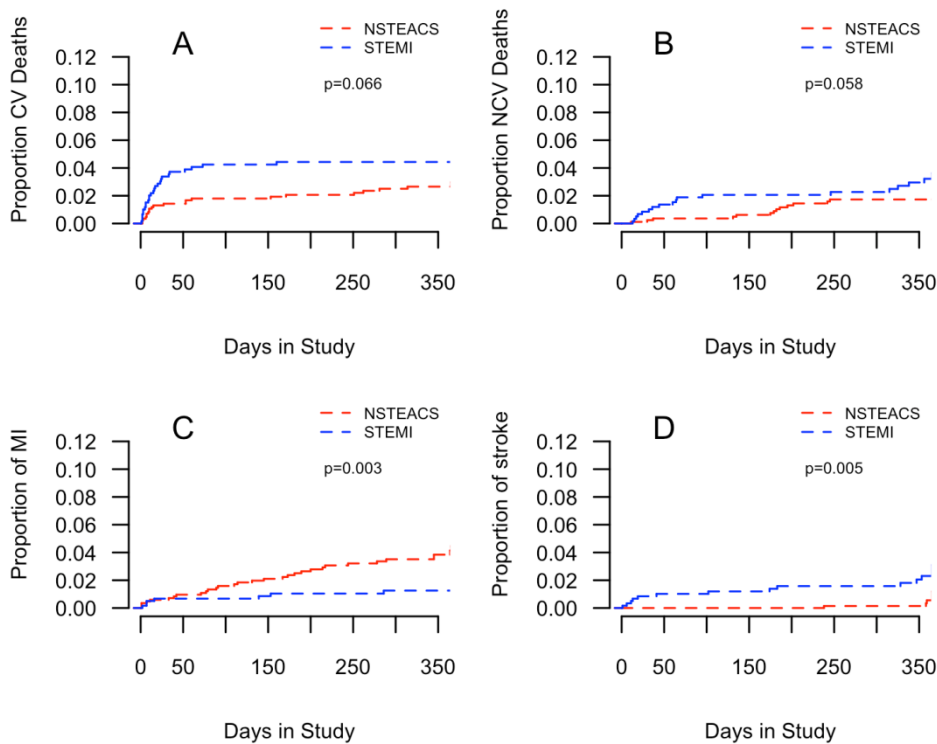 A
NSTEACS
STEMI
p=0.066
Proportion CV Deaths
0.12
0.10
0.08
0.06
0.04
0.02
0.00
0 50 150 250 350
Days in Study
B
NSTEACS
STEMI
p=0.058
Proportion NCV Deaths
0.12
0.10
0.08
0.06
0.04
0.02
0.00
0 50 150 250 350
Days in Study
C
NSTEACS
STEMI
p=0.003
Proportion of MI
0.12
0.10
0.08
0.06
0.04
0.02
0.00
0 50 150 250 350
Days in Study
D
NSTEACS
STEMI
p=0.005
Proportion of stroke
0.12
0.10
0.08
0.06
0.04
0.02
0.00
0 50 150 250 350
Days in Study